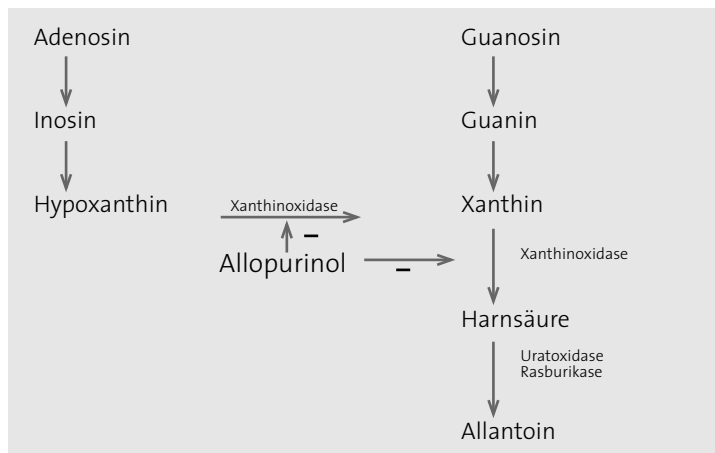 Adenosin
Guanosin
Inosin
Guanin
Hypoxanthin
Xanthinoxidase
Xanthin
–
Allopurinol
–
Xanthinoxidase
Harnsäure
Uratoxidase
Rasburikase
Allantoin